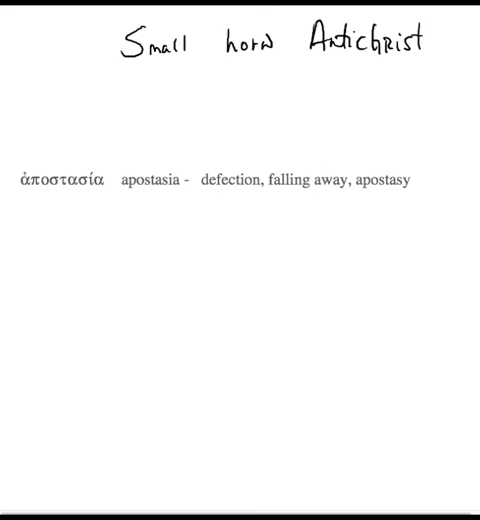 Small horn Antichrist
ἀποστασία apostasia - defection, falling away, apostasy